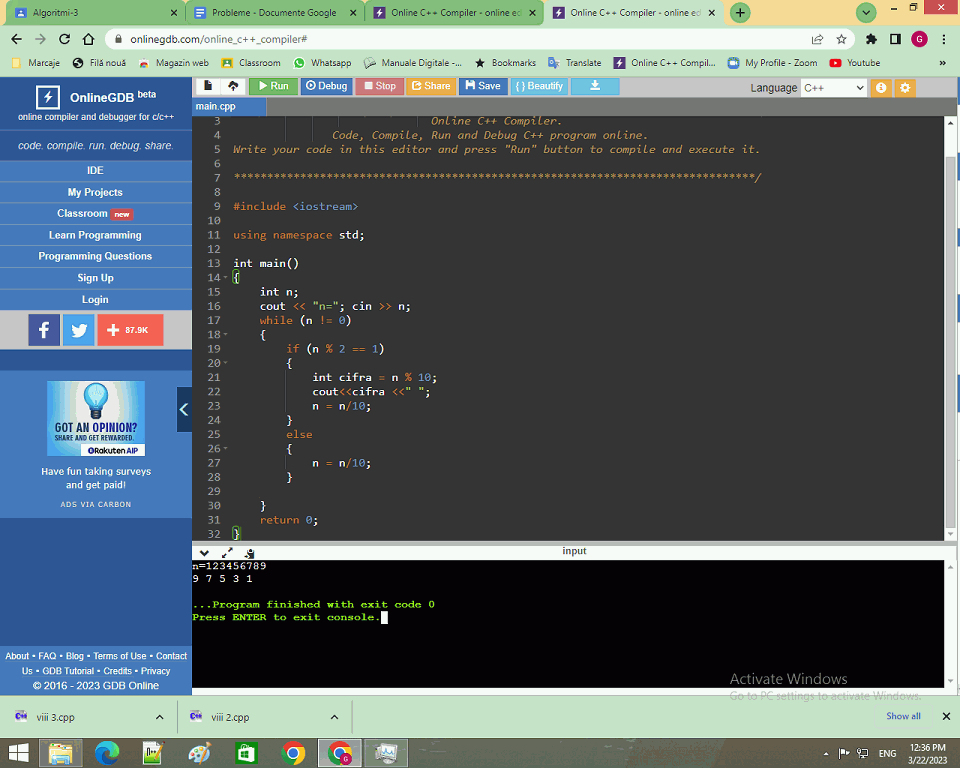 Algoritmi-3
Probleme - Documente Google
Online C++ Compiler - online ed
Online C++ Compiler - online ed
onlinegdb.com/online_c++_compiler#
G
Marcaje
Filă nouă
Magazin web
Classroom
Whatsapp
Manuale Digitale -...
Bookmarks
Translate
Online C++ Compil...
My Profile - Zoom
Youtube
»
OnlineGDB beta
online compiler and debugger for c/c++
code. compile. run. debug. share.
IDE
My Projects
Classroom new
Learn Programming
Programming Questions
Sign Up
Login
87.9K
GOT AN OPINION?
SHARE AND GET REWARDED.
Rakuten AIP
Have fun taking surveys
and get paid!
ADS VIA CARBON
About • FAQ • Blog • Terms of Use • Contact
Us • GDB Tutorial • Credits • Privacy
© 2016 - 2023 GDB Online
Run
Debug
Stop
Share
Save
{ } Beautify
Language C++
main.cpp
3 Online C++ Compiler.
4 Code, Compile, Run and Debug C++ program online.
5 Write your code in this editor and press "Run" button to compile and execute it.
6
7 *******************************************************************************/
8
9 #include <iostream>
10
11 using namespace std;
12
13 int main()
14 {
15 int n;
16 cout << "n="; cin >> n;
17 while (n != 0)
18 {
19 if (n % 2 == 1)
20 {
21 int cifra = n % 10;
22 cout<<cifra <<" ";
23 n = n/10;
24 }
25 else
26 {
27 n = n/10;
28 }
29
30 }
31 return 0;
32 }
input
n=123456789
9 7 5 3 1
...Program finished with exit code 0
Press ENTER to exit console.
Activate Windows
Go to PC settings to activate Windows.
viii 3.cpp
viii 2.cpp
Show all
ENG
12:36 PM
3/22/2023